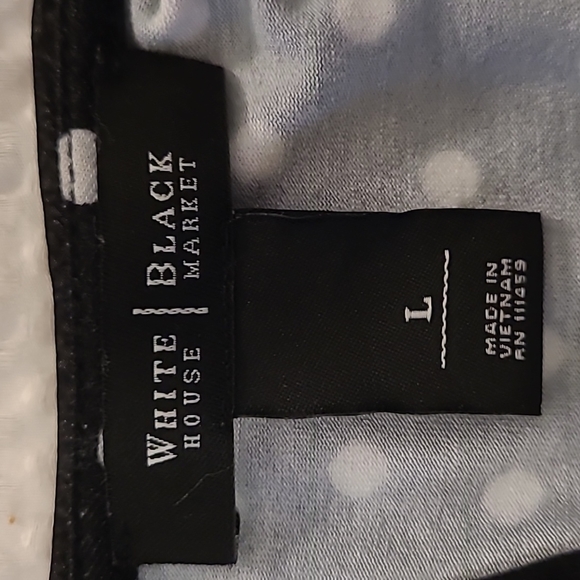 WHITE | BLACK
HOUSE | MARKET
L
MADE IN
VIETNAM
RN 111459